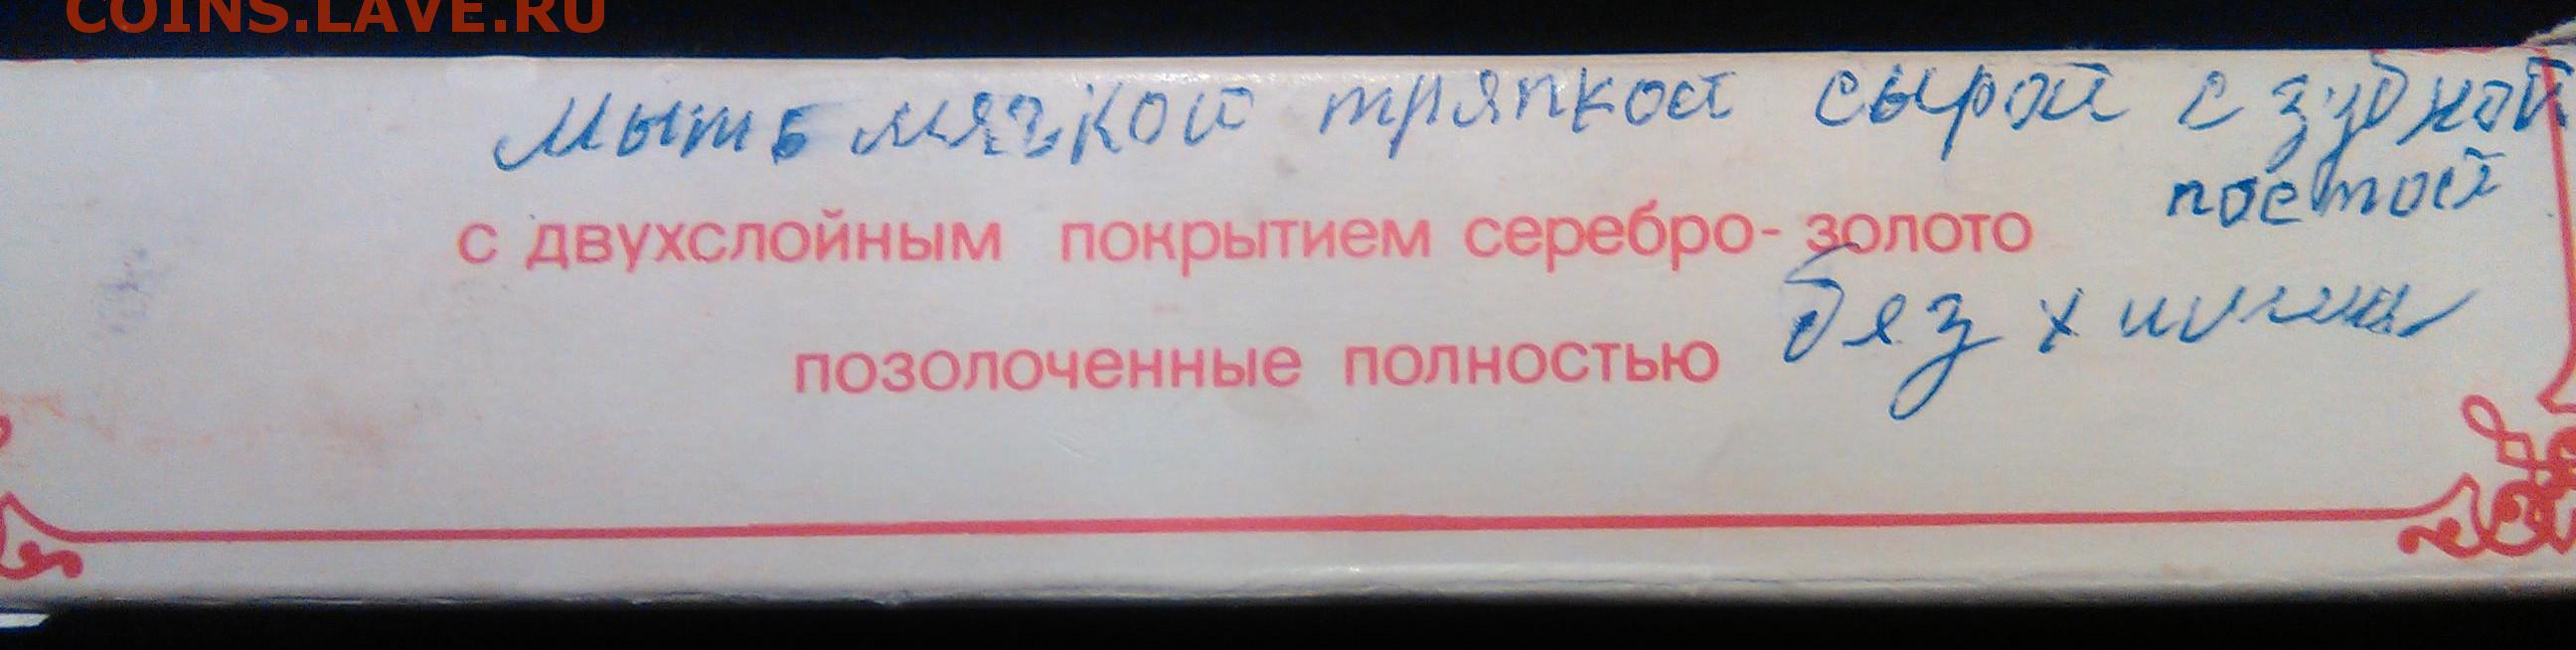 COINS.LAVE.RU
Мыть мягкой тряпкой сырой с зубной
пастой
с двухслойным покрытием серебро- золото
без химии
позолоченные полностью